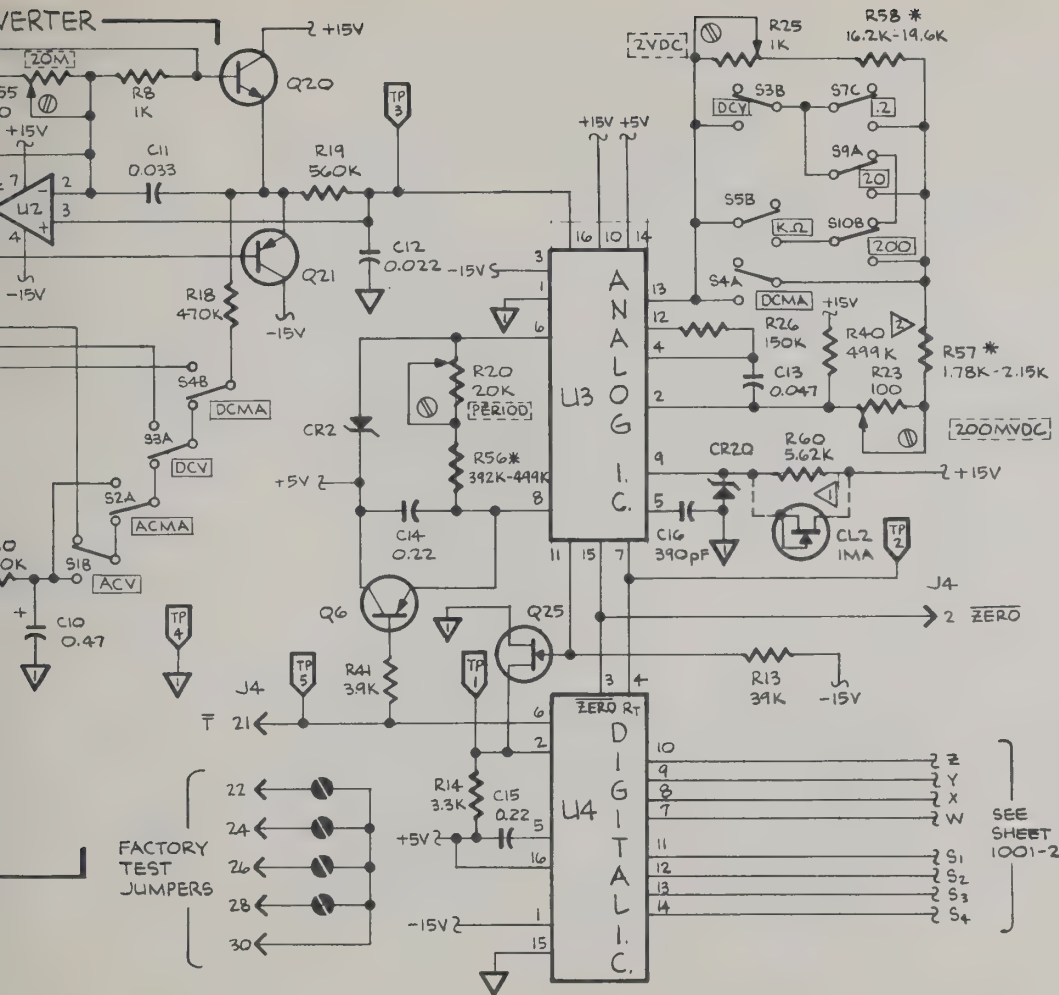 VERTER
+15V
20M
R8
1K
Q20
TP
3
+15V
+5V
2VDC
R25
1K
R58 *
16.2K-19.6K
S3B
DCV
S7C
.2
S9A
20
S5B
KΩ
S10B
200
S4A
DCMA
+15V
7
2
3
4
U2
-15V
C11
0.033
R19
560K
C12
0.022
Q21
-15V
R18
470K
S4B
DCMA
S3A
DCV
S2A
ACMA
S1B
ACV
+
C10
0.47
1
TP
4
1
16
10
14
-15V
3
1
6
8
13
12
4
2
9
5
11
15
7
U3
ANALOG I.C.
R20
20K
PERIOD
R56*
392K-499K
CR2
+5V
C14
0.22
Q6
R41
39K
R26
150K
C13
0.047
R40
499K
2
R23
100
R57 *
1.78K-2.15K
200MVDC
CR20
R60
5.62K
+15V
1
C16
390pF
CL2
1MA
TP
2
J4
2 ZERO
Q25
TP
5
TP
1
R13
39K
-15V
J4
T 21
3
4
ZERO RT
6
2
5
16
1
15
U4
DIGITAL I.C.
R14
3.3K
C15
0.22
+5V
-15V
10
9
8
7
11
12
13
14
Z
Y
X
W
S1
S2
S3
S4
SEE
SHEET
1001-2
22
24
26
28
30
FACTORY
TEST
JUMPERS